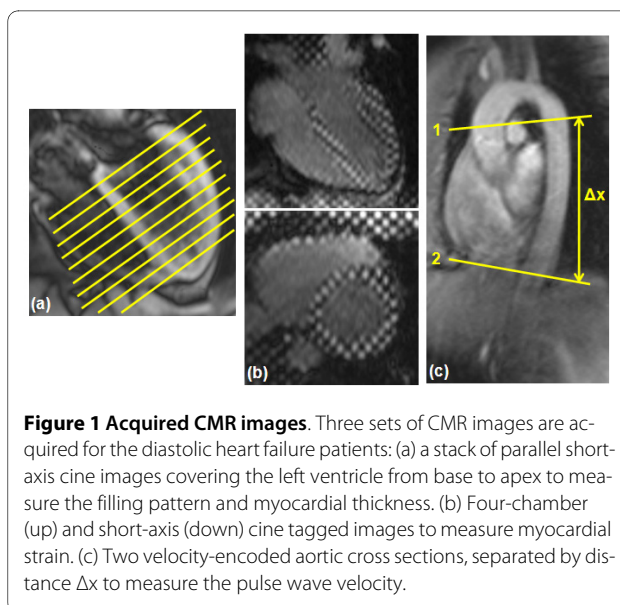 1
Δx
2
(a)
(b)
(c)
Figure 1 Acquired CMR images. Three sets of CMR images are ac-
quired for the diastolic heart failure patients: (a) a stack of parallel short-
axis cine images covering the left ventricle from base to apex to mea-
sure the filling pattern and myocardial thickness. (b) Four-chamber
(up) and short-axis (down) cine tagged images to measure myocardial
strain. (c) Two velocity-encoded aortic cross sections, separated by dis-
tance Δx to measure the pulse wave velocity.